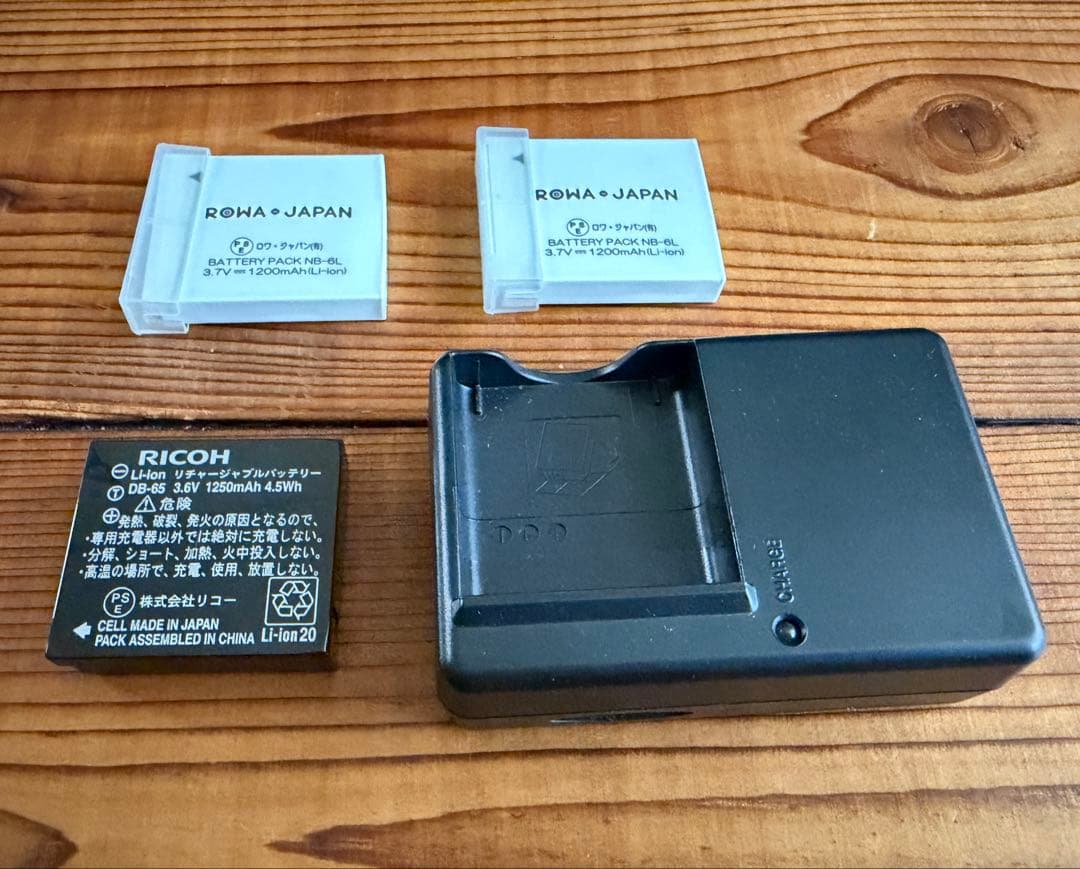 ROWA JAPAN
PSE ロワ・ジャパン(有)
BATTERY PACK NB-6L
3.7V 1200mAh(Li-ion)
ROWA JAPAN
PSE ロワ・ジャパン(有)
BATTERY PACK NB-6L
3.7V 1200mAh(Li-ion)
RICOH
Li-ion リチャージャブルバッテリー
T DB-65 3.6V 1250mAh 4.5Wh
危険
発熱、破裂、発火の原因となるので、
・専用充電器以外では絶対に充電しない。
・分解、ショート、加熱、火中投入しない。
・高温の場所で、充電、使用、放置しない。
PSE 株式会社リコー
CELL MADE IN JAPAN
PACK ASSEMBLED IN CHINA
Li-ion 20
CHARGE